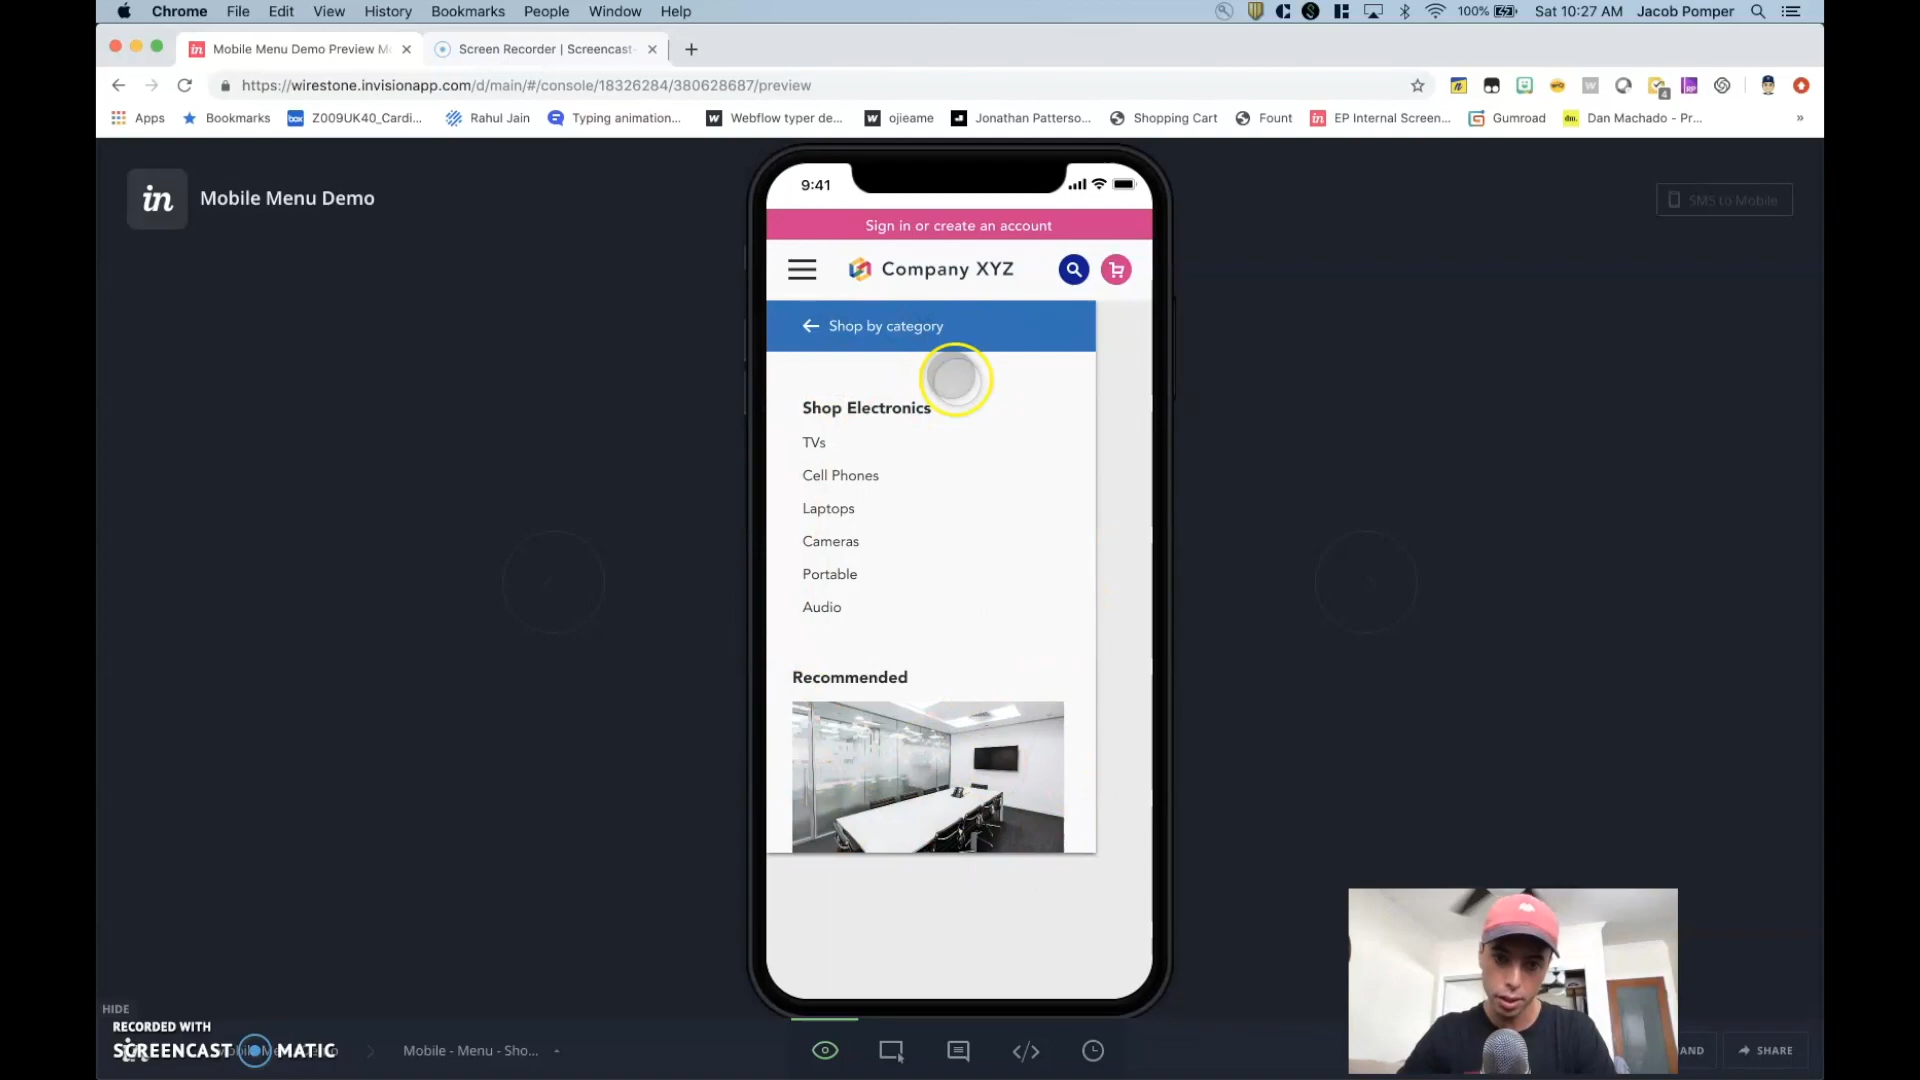 Chrome File Edit View History Bookmarks People Window Help
100% Sat 10:27 AM Jacob Pomper
Mobile Menu Demo Preview M
Screen Recorder | Screencast-
https://wirestone.invisionapp.com/d/main/#/console/18326284/380628687/preview
Apps Bookmarks Z009UK40_Cardi... Rahul Jain Typing animation... Webflow typer de... ojieame Jonathan Patterso... Shopping Cart Fount EP Internal Screen... Gumroad Dan Machado - Pr... »
in Mobile Menu Demo
SMS to Mobile
9:41
Sign in or create an account
Company XYZ
Shop by category
Shop Electronics
TVs
Cell Phones
Laptops
Cameras
Portable
Audio
Recommended
HIDE
RECORDED WITH
SCREENCAST MATIC
Mobile - Menu - Sho...
AND
SHARE